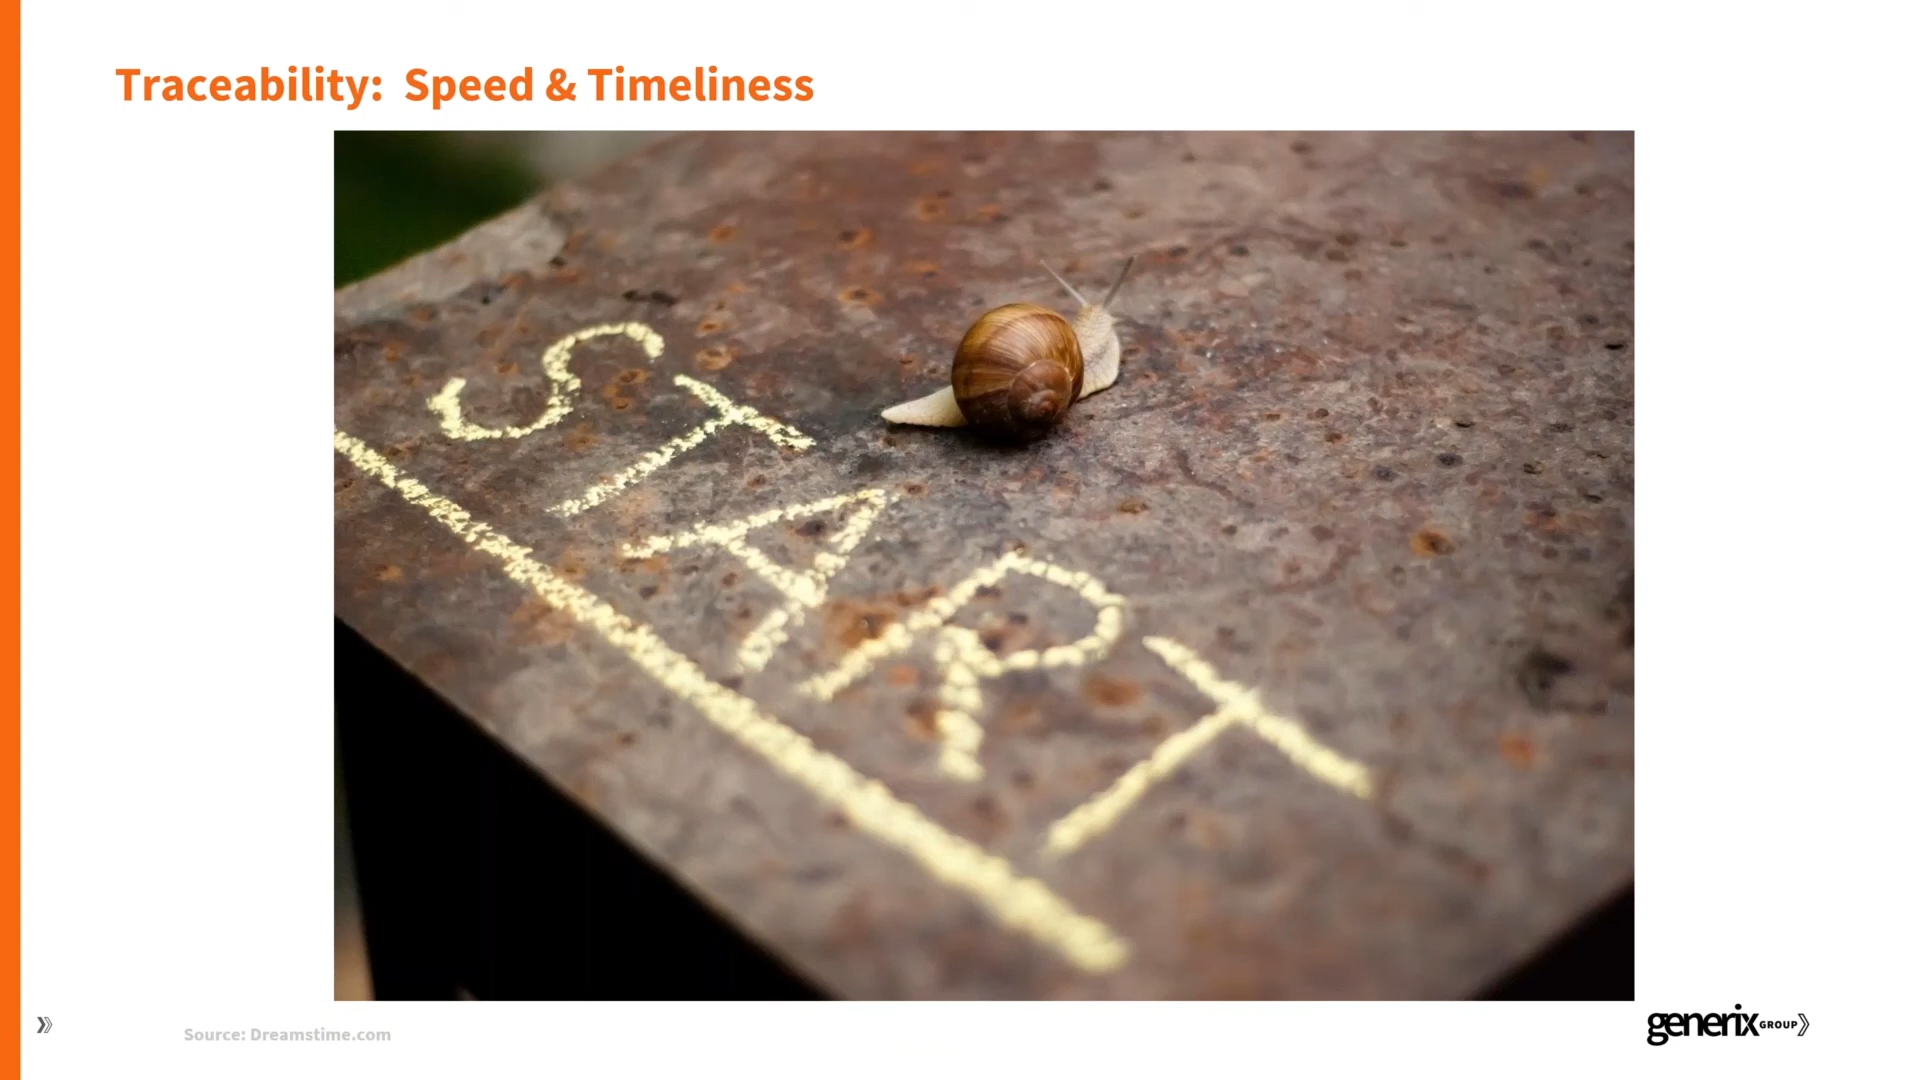 Traceability: Speed & Timeliness
START
Source: Dreamstime.com
generix GROUP